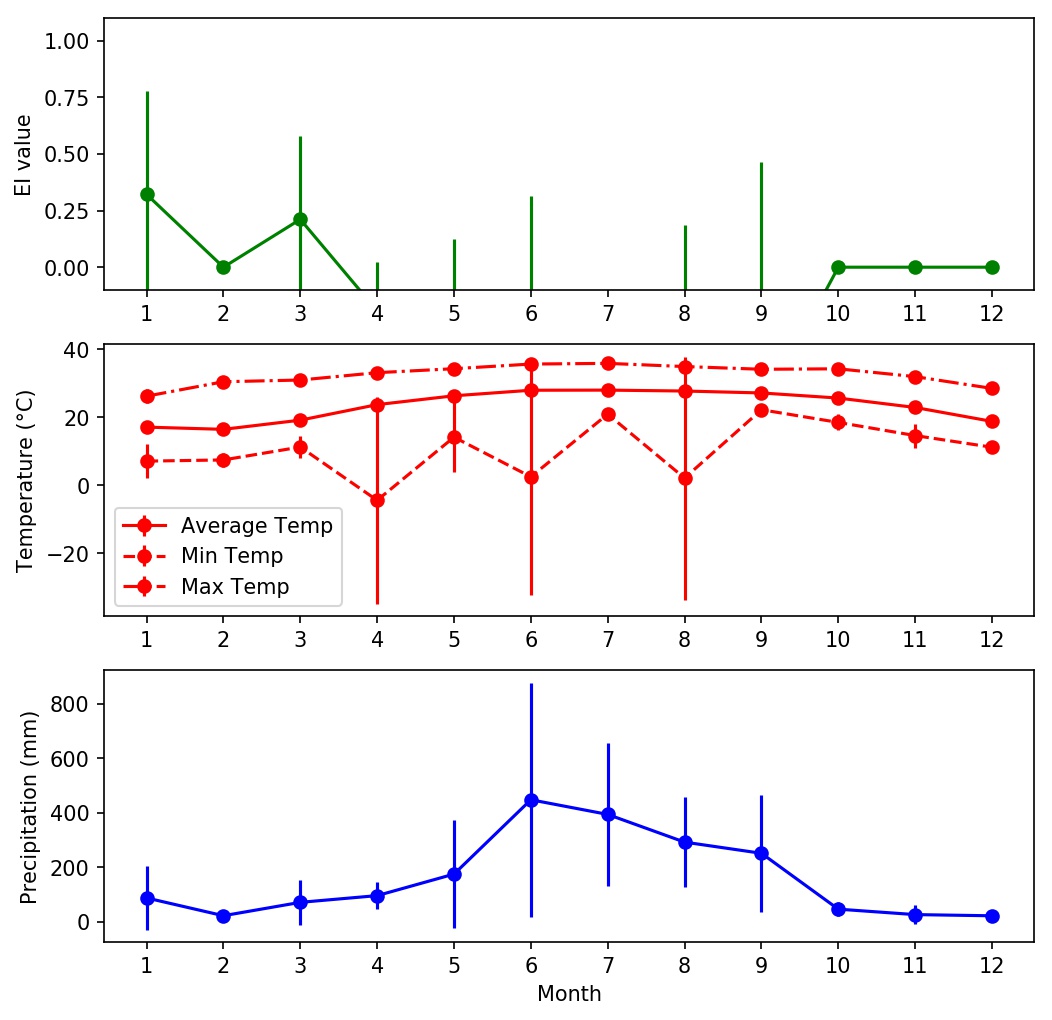 1.00
0.75
0.50
0.25
0.00
EI value
1 2 3 4 5 6 7 8 9 10 11 12
40
20
0
−20
Temperature (°C)
Average Temp
Min Temp
Max Temp
1 2 3 4 5 6 7 8 9 10 11 12
800
600
400
200
0
Precipitation (mm)
1 2 3 4 5 6 7 8 9 10 11 12
Month